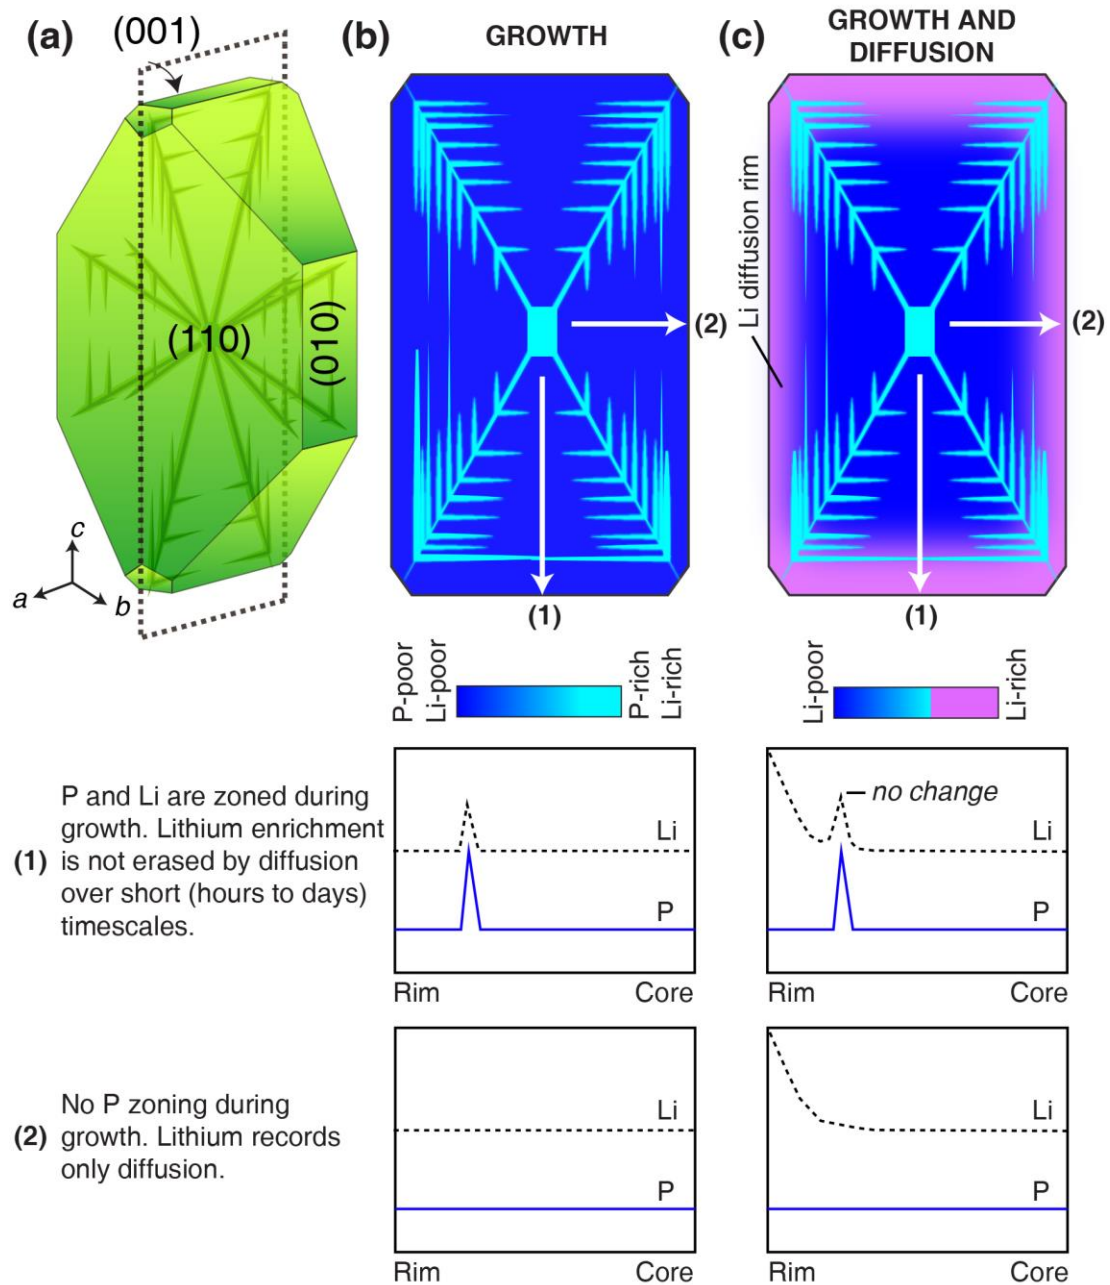 (a)
(001)
(110)
(010)
c
a
b
(b)
GROWTH
(2)
(1)
(c)
GROWTH AND
DIFFUSION
Li diffusion rim
(2)
(1)
P-poor
Li-poor
P-rich
Li-rich
Li-poor
Li-rich
(1)
P and Li are zoned during
growth. Lithium enrichment
is not erased by diffusion
over short (hours to days)
timescales.
Li
P
Rim
Core
no change
Li
P
Rim
Core
(2)
No P zoning during
growth. Lithium records
only diffusion.
Li
P
Rim
Core
Li
P
Rim
Core